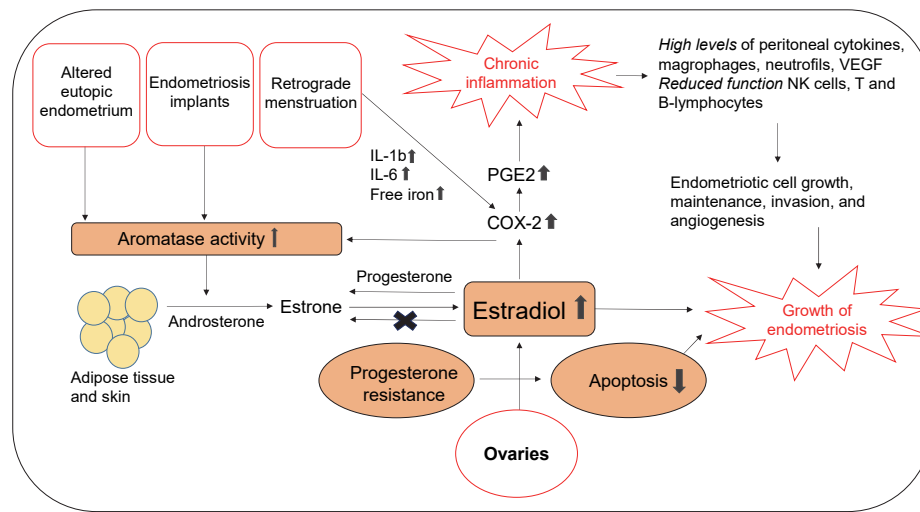 Altered
eutopic
endometrium
Endometriosis
implants
Retrograde
menstruation
Chronic
inflammation
High levels of peritoneal cytokines,
magrophages, neutrofils, VEGF
Reduced function NK cells, T and
B-lymphocytes
IL-1b
IL-6
Free iron
PGE2
COX-2
Endometriotic cell growth,
maintenance, invasion, and
angiogenesis
Aromatase activity
Progesterone
Androsterone
Estrone
Estradiol
Growth of
endometriosis
Adipose tissue
and skin
Progesterone
resistance
Apoptosis
Ovaries